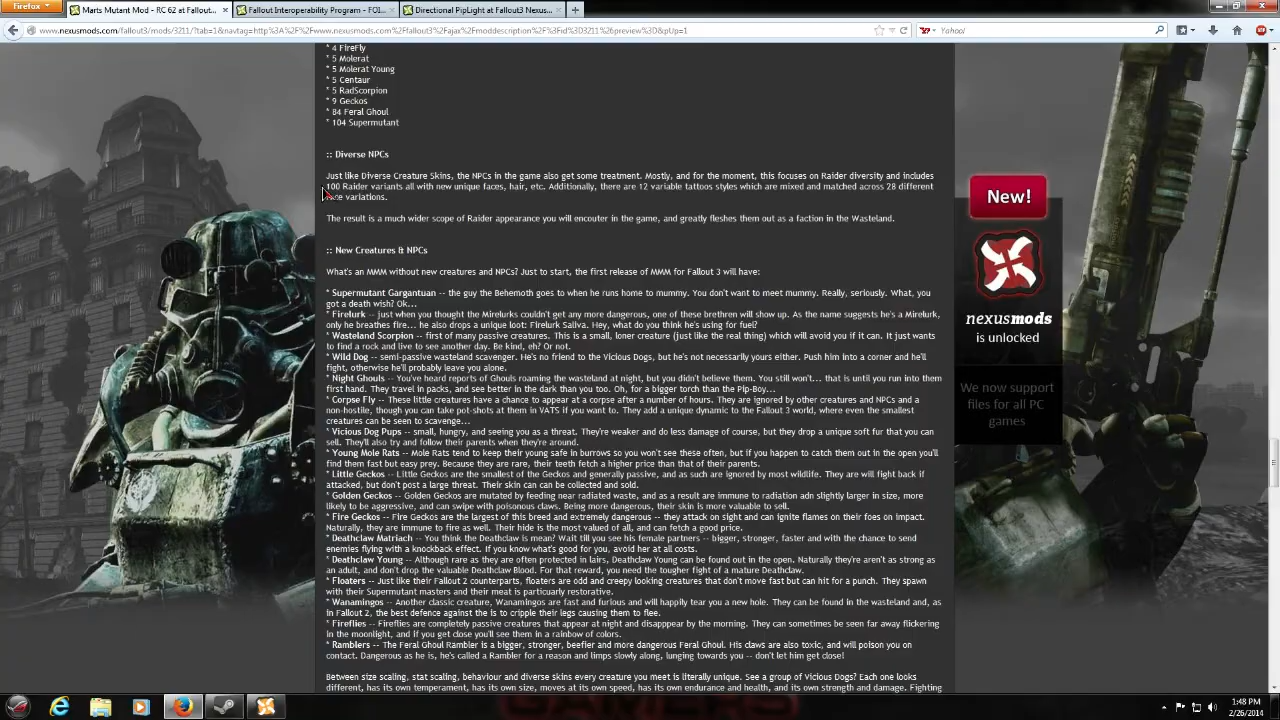 Firefox
Marts Mutant Mod - RC 62 at Fallout... ×
Fallout Interoperability Program - FOI... ×
Directional PipLight at Fallout3 Nexus... ×
www.nexusmods.com/fallout3/mods/3211/?tab=1&navtag=http%3A%2F%2Fwww.nexusmods.com%2Ffallout3%2Fajax%2Fmoddescription%2F%3Fid%3D3211%26preview%3D&pUp=1
Yahoo!
* 4 FireFly
* 5 Molerat
* 5 Molerat Young
* 5 Centaur
* 5 RadScorpion
* 9 Geckos
* 84 Feral Ghoul
* 104 Supermutant
:: Diverse NPCs
Just like Diverse Creature Skins, the NPCs in the game also get some treatment. Mostly, and for the moment, this focuses on Raider diversity and includes
100 Raider variants all with new unique faces, hair, etc. Additionally, there are 12 variable tattoos styles which are mixed and matched across 28 different
face variations.
The result is a much wider scope of Raider appearance you will encouter in the game, and greatly fleshes them out as a faction in the Wasteland.
:: New Creatures & NPCs
What's an MMM without new creatures and NPCs? Just to start, the first release of MMM for Fallout 3 will have:
* Supermutant Gargantuan -- the guy the Behemoth goes to when he runs home to mummy. You don't want to meet mummy. Really, seriously. What, you
got a death wish? Ok...
* Firelurk -- just when you thought the Mirelurks couldn't get any more dangerous, one of these brethren will show up. As the name suggests he's a Mirelurk,
only he breathes fire... he also drops a unique loot: Firelurk Saliva. Hey, what do you think he's using for fuel?
* Wasteland Scorpion -- first of many passive creatures. This is a small, loner creature (just like the real thing) which will avoid you if it can. It just wants
to find a rock and live to see another day. Be kind, eh? Or not.
* Wild Dog -- semi-passive wasteland scavenger. He's no friend to the Vicious Dogs, but he's not necessarily yours either. Push him into a corner and he'll
fight, otherwise he'll probably leave you alone.
* Night Ghouls -- You've heard reports of Ghouls roaming the wasteland at night, but you didn't believe them. You still won't... that is until you run into them
first hand. They travel in packs, and see better in the dark than you too. Oh, for a bigger torch than the Pip-Boy...
* Corpse Fly -- These little creatures have a chance to appear at a corpse after a number of hours. They are ignored by other creatures and NPCs and a
non-hostile, though you can take pot-shots at them in VATS if you want to. They add a unique dynamic to the Fallout 3 world, where even the smallest
creatures can be seen to scavenge...
* Vicious Dog Pups -- small, hungry, and seeing you as a threat. They're weaker and do less damage of course, but they drop a unique soft fur that you can
sell. They'll also try and follow their parents when they're around.
* Young Mole Rats -- Mole Rats tend to keep their young safe in burrows so you won't see these often, but if you happen to catch them out in the open you'll
find them fast but easy prey. Because they are rare, their teeth fetch a higher price than that of their parents.
* Little Geckos -- Little Geckos are the smallest of the Geckos and generally passive, and as such are ignored by most wildlife. They are will fight back if
attacked, but don't post a large threat. Their skin can can be collected and sold.
* Golden Geckos -- Golden Geckos are mutated by feeding near radiated waste, and as a result are immune to radiation adn slightly larger in size, more
likely to be aggressive, and can swipe with poisonous claws. Being more dangerous, their skin is more valuable to sell.
* Fire Geckos -- Fire Geckos are the largest of this breed and extremely dangerous -- they attack on sight and can ignite flames on their foes on impact.
Naturally, they are immune to fire as well. Their hide is the most valued of all, and can fetch a good price.
* Deathclaw Matriach -- You think the Deathclaw is mean? Wait till you see his female partners -- bigger, stronger, faster and with the chance to send
enemies flying with a knockback effect. If you know what's good for you, avoid her at all costs.
* Deathclaw Young -- Although rare as they are often protected in lairs, Deathclaw Young can be found out in the open. Naturally they're aren't as strong as
an adult, and don't drop the valuable Deathclaw Blood. For that reward, you need the tougher fight of a mature Deathclaw.
* Floaters -- Just like their Fallout 2 counterparts, floaters are odd and creepy looking creatures that don't move fast but can hit for a punch. They spawn
with their Supermutant masters and their meat is particuarly restorative.
* Wanamingos -- Another classic creature, Wanamingos are fast and furious and will happily tear you a new hole. They can be found in the wasteland and, as
in Fallout 2, the best defence against the is to cripple their legs causing them to flee.
* Fireflies -- Fireflies are completely passive creatures that appear at night and disapppear by the morning. They can sometimes be seen far away flickering
in the moonlight, and if you get close you'll see them in a rainbow of colors.
* Ramblers -- The Feral Ghoul Rambler is a bigger, stronger, beefier and more dangerous Feral Ghoul. His claws are also toxic, and will poison you on
contact. Dangerous as he is, he's called a Rambler for a reason and limps slowly along, lunging towards you -- don't let him get close!
Between size scaling, stat scaling, behaviour and diverse skins every creature you meet is literally unique. See a group of Vicious Dogs? Each one looks
different, has its own temperament, has its own size, moves at its own speed, has its own endurance and health, and its own strength and damage. Fighting
New!
nexusmods
is unlocked
We now support
files for all PC
games
1:48 PM
2/26/2014